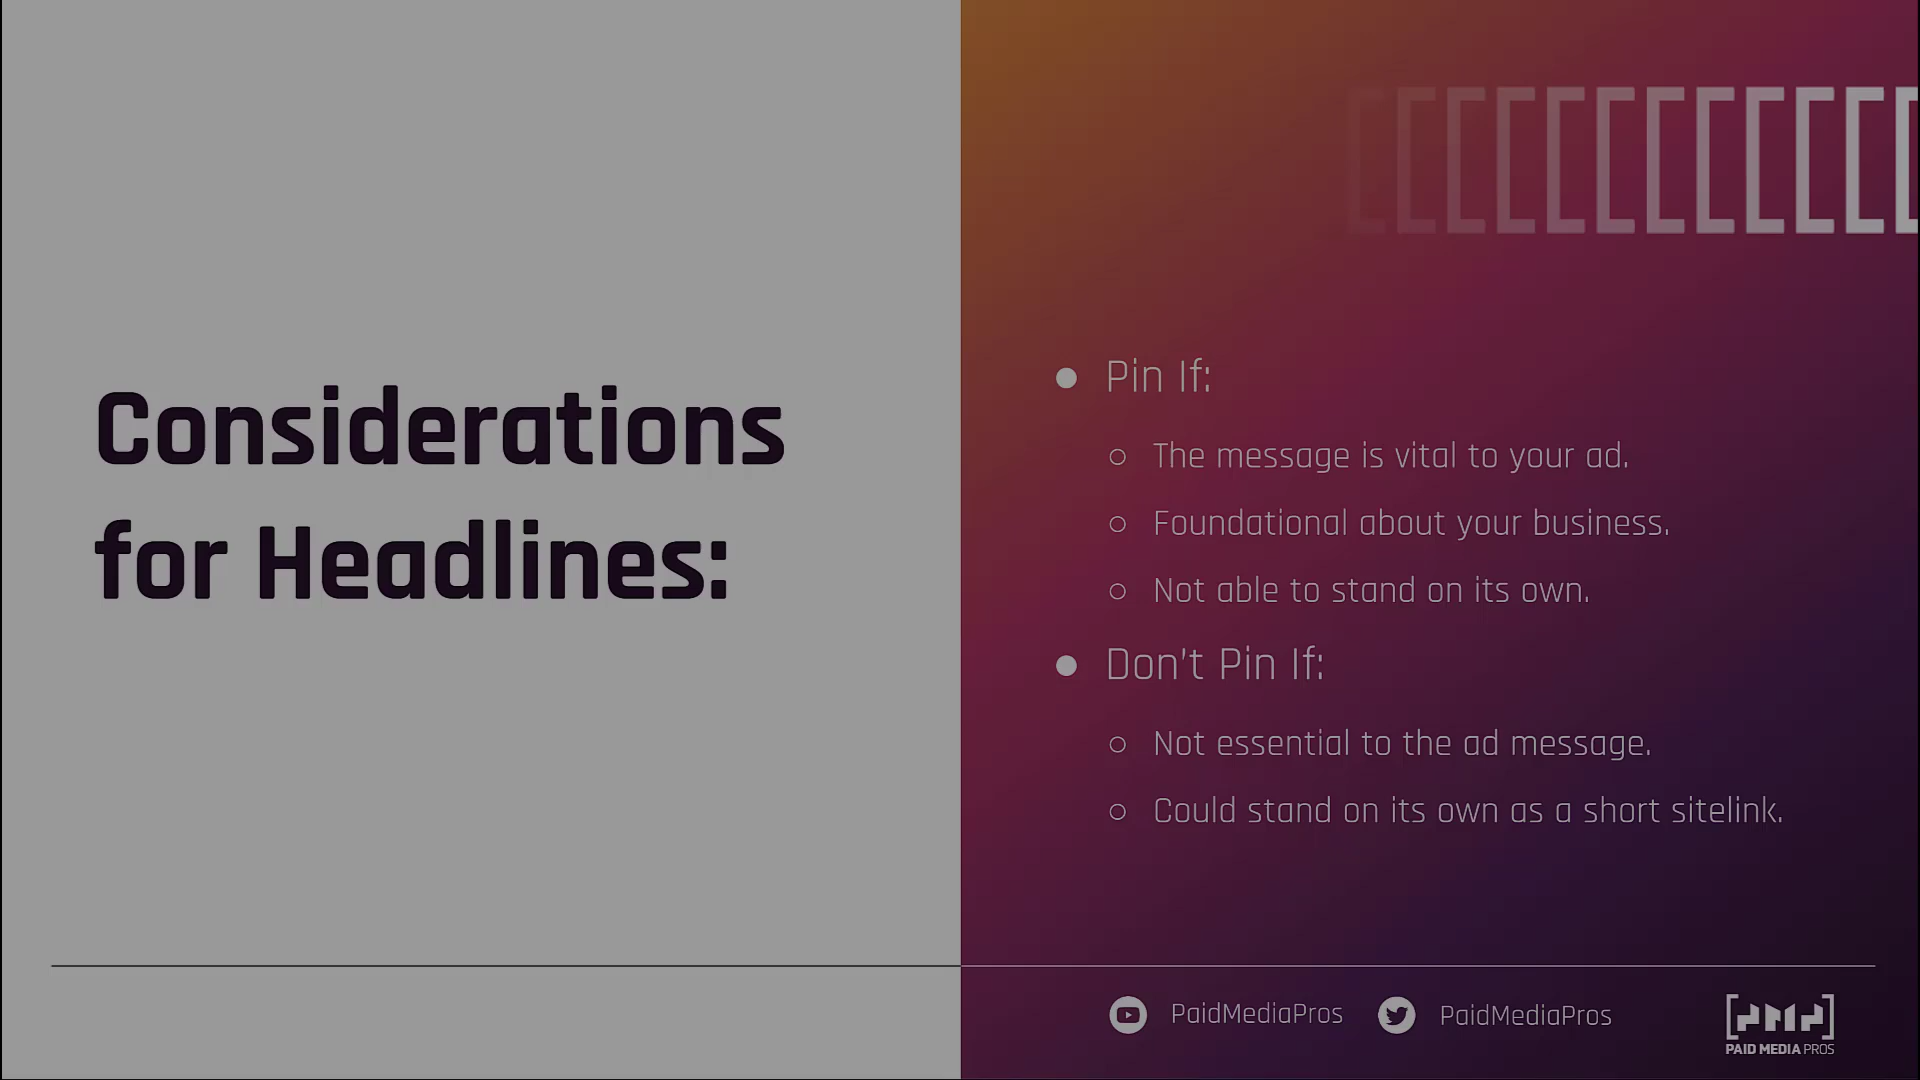 Considerations
for Headlines:
● Pin If:
○ The message is vital to your ad.
○ Foundational about your business.
○ Not able to stand on its own.
● Don't Pin If:
○ Not essential to the ad message.
○ Could stand on its own as a short sitelink.
PaidMediaPros
PaidMediaPros
[PMP]
PAID MEDIA PROS